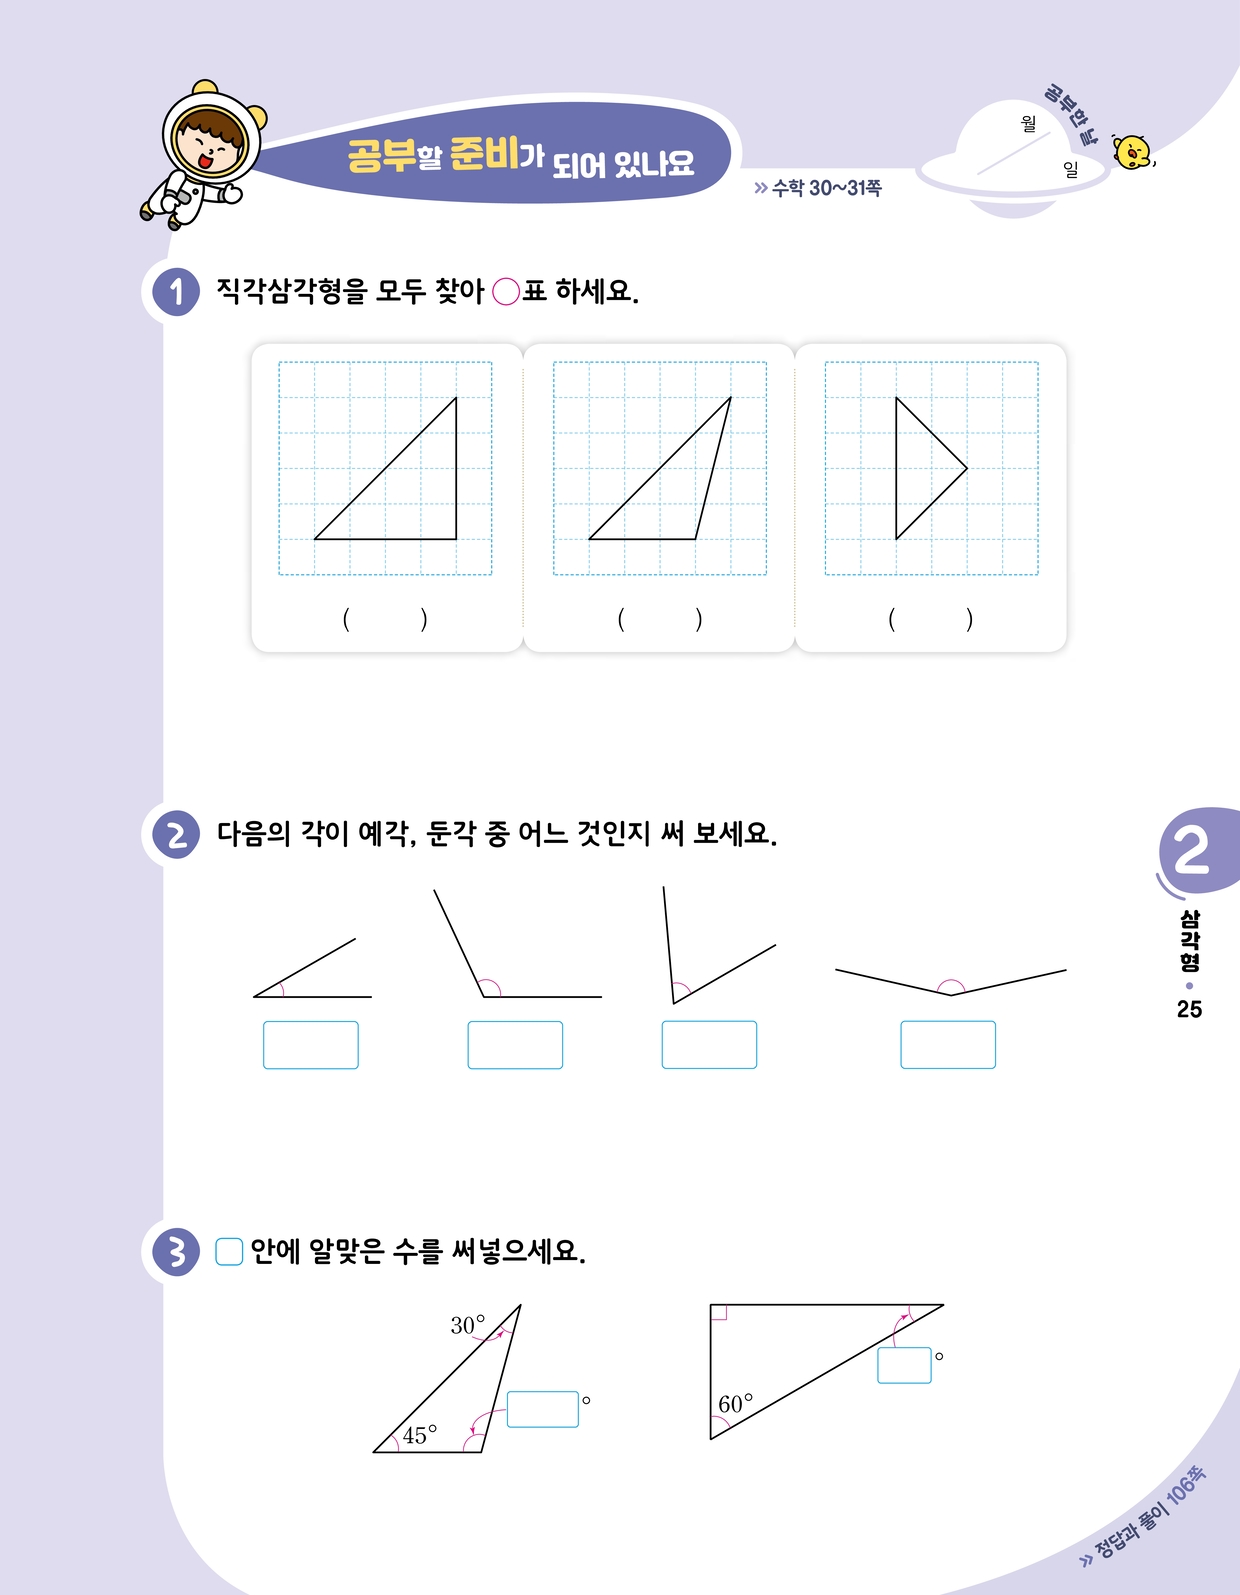 공부할 준비가 되어 있나요
» 수학 30~31쪽
공부한 날
월
일
1 직각삼각형을 모두 찾아 ○표 하세요.
( ) ( ) ( )
2 다음의 각이 예각, 둔각 중 어느 것인지 써 보세요.
2
삼각형 • 25
3 □ 안에 알맞은 수를 써넣으세요.
30°
°
45°
°
60°
» 정답과 풀이 106쪽